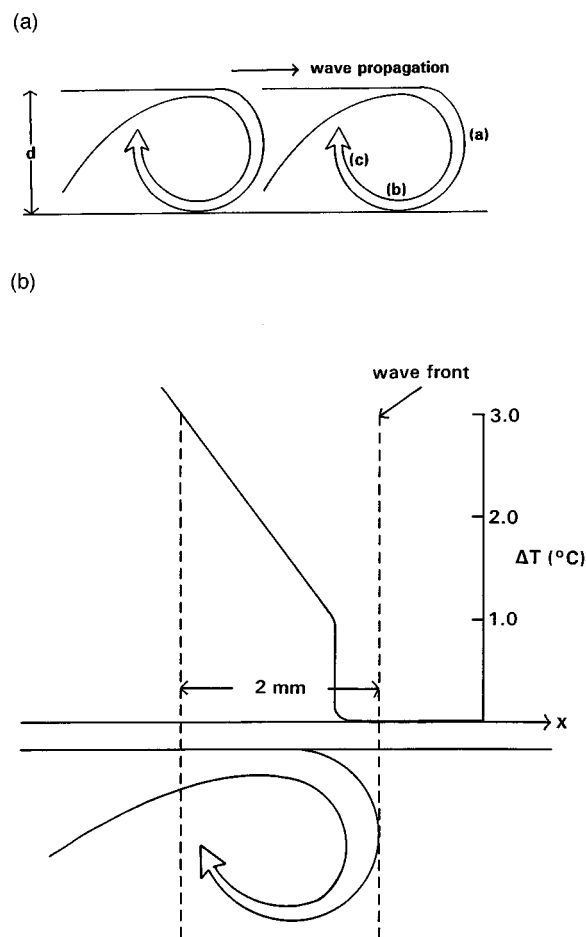 (a)
wave propagation
d
(a)
(c)
(b)
(b)
wave front
3.0
2.0
ΔT (°C)
1.0
2 mm
x